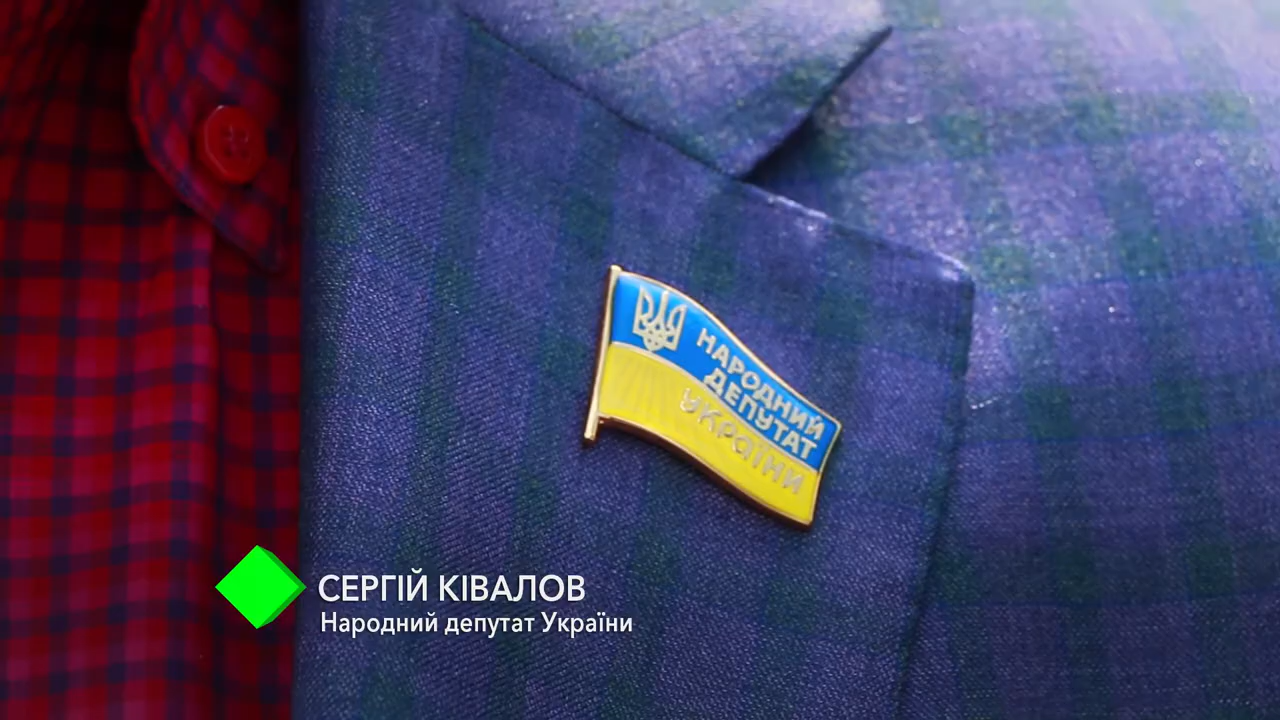 НАРОДНИЙ
ДЕПУТАТ
УКРАЇНИ
СЕРГІЙ КІВАЛОВ
Народний депутат України